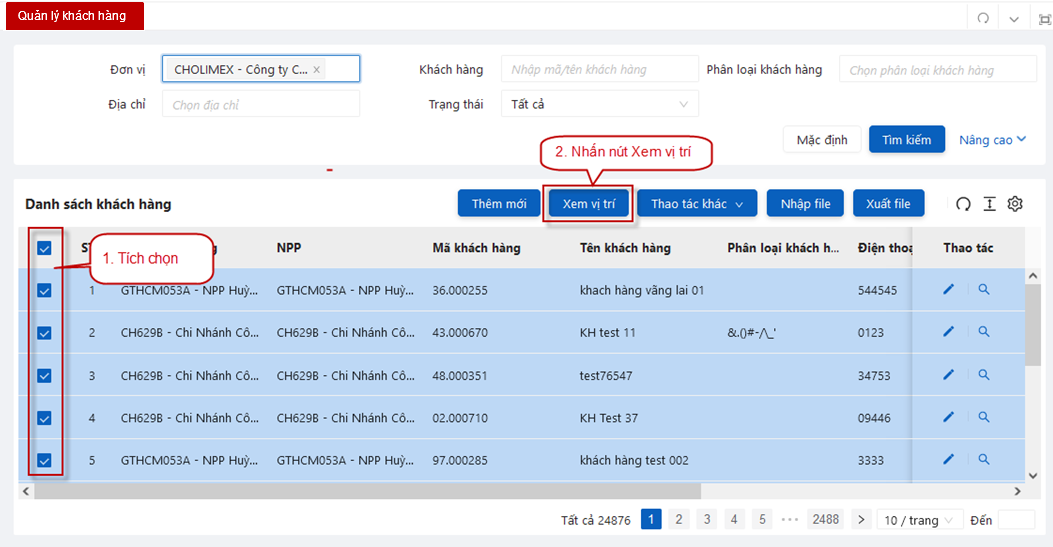 Quản lý khách hàng
Đơn vị CHOLIMEX - Công ty C... × Khách hàng Nhập mã/tên khách hàng Phân loại khách hàng Chọn phân loại khách hàng
Địa chỉ Chọn địa chỉ Trạng thái Tất cả
Mặc định Tìm kiếm Nâng cao
2. Nhấn nút Xem vị trí
Danh sách khách hàng Thêm mới Xem vị trí Thao tác khác Nhập file Xuất file
NPP Mã khách hàng Tên khách hàng Phân loại khách h... Điện thoạ Thao tác
1. Tích chọn
1 GTHCM053A - NPP Huỳ... GTHCM053A - NPP Huỳ... 36.000255 khach hàng vãng lai 01 544545
2 CH629B - Chi Nhánh Cô... CH629B - Chi Nhánh Cô... 43.000670 KH test 11 &.()#-/\_' 0123
3 CH629B - Chi Nhánh Cô... CH629B - Chi Nhánh Cô... 48.000351 test76547 34753
4 CH629B - Chi Nhánh Cô... CH629B - Chi Nhánh Cô... 02.000710 KH Test 37 09446
5 GTHCM053A - NPP Huỳ... GTHCM053A - NPP Huỳ... 97.000285 khách hàng test 002 3333
Tất cả 24876 1 2 3 4 5 ••• 2488 > 10 / trang Đến